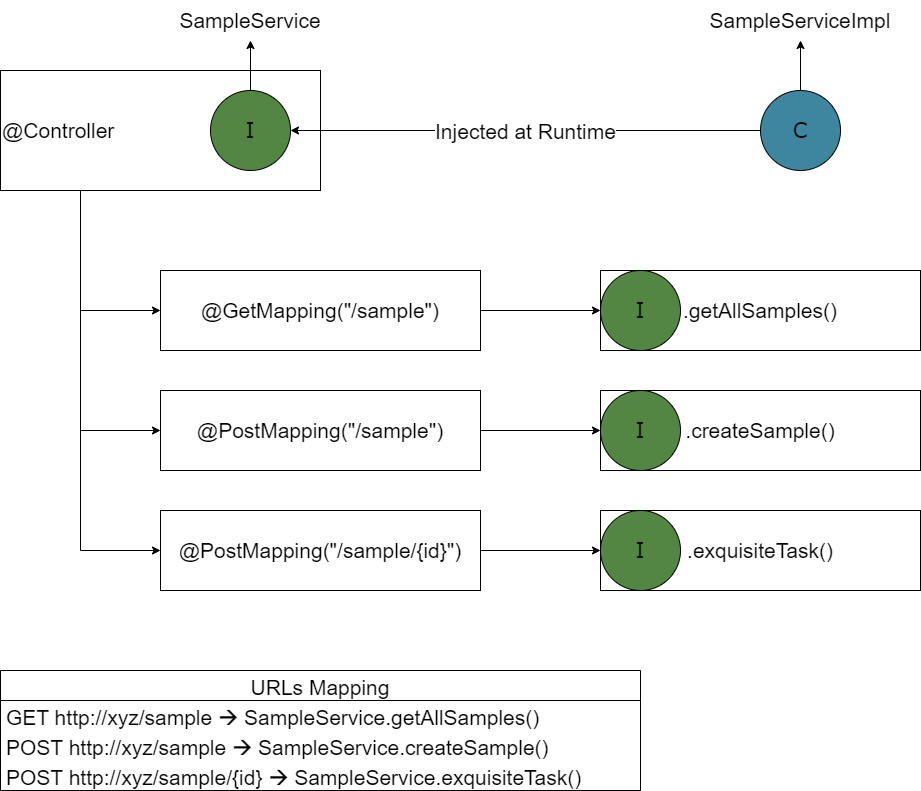 SampleService
SampleServiceImpl
@Controller
I
Injected at Runtime
C
@GetMapping("/sample")
I
.getAllSamples()
@PostMapping("/sample")
I
.createSample()
@PostMapping("/sample/{id}")
I
.exquisiteTask()
URLs Mapping
GET http://xyz/sample → SampleService.getAllSamples()
POST http://xyz/sample → SampleService.createSample()
POST http://xyz/sample/{id} → SampleService.exquisiteTask()